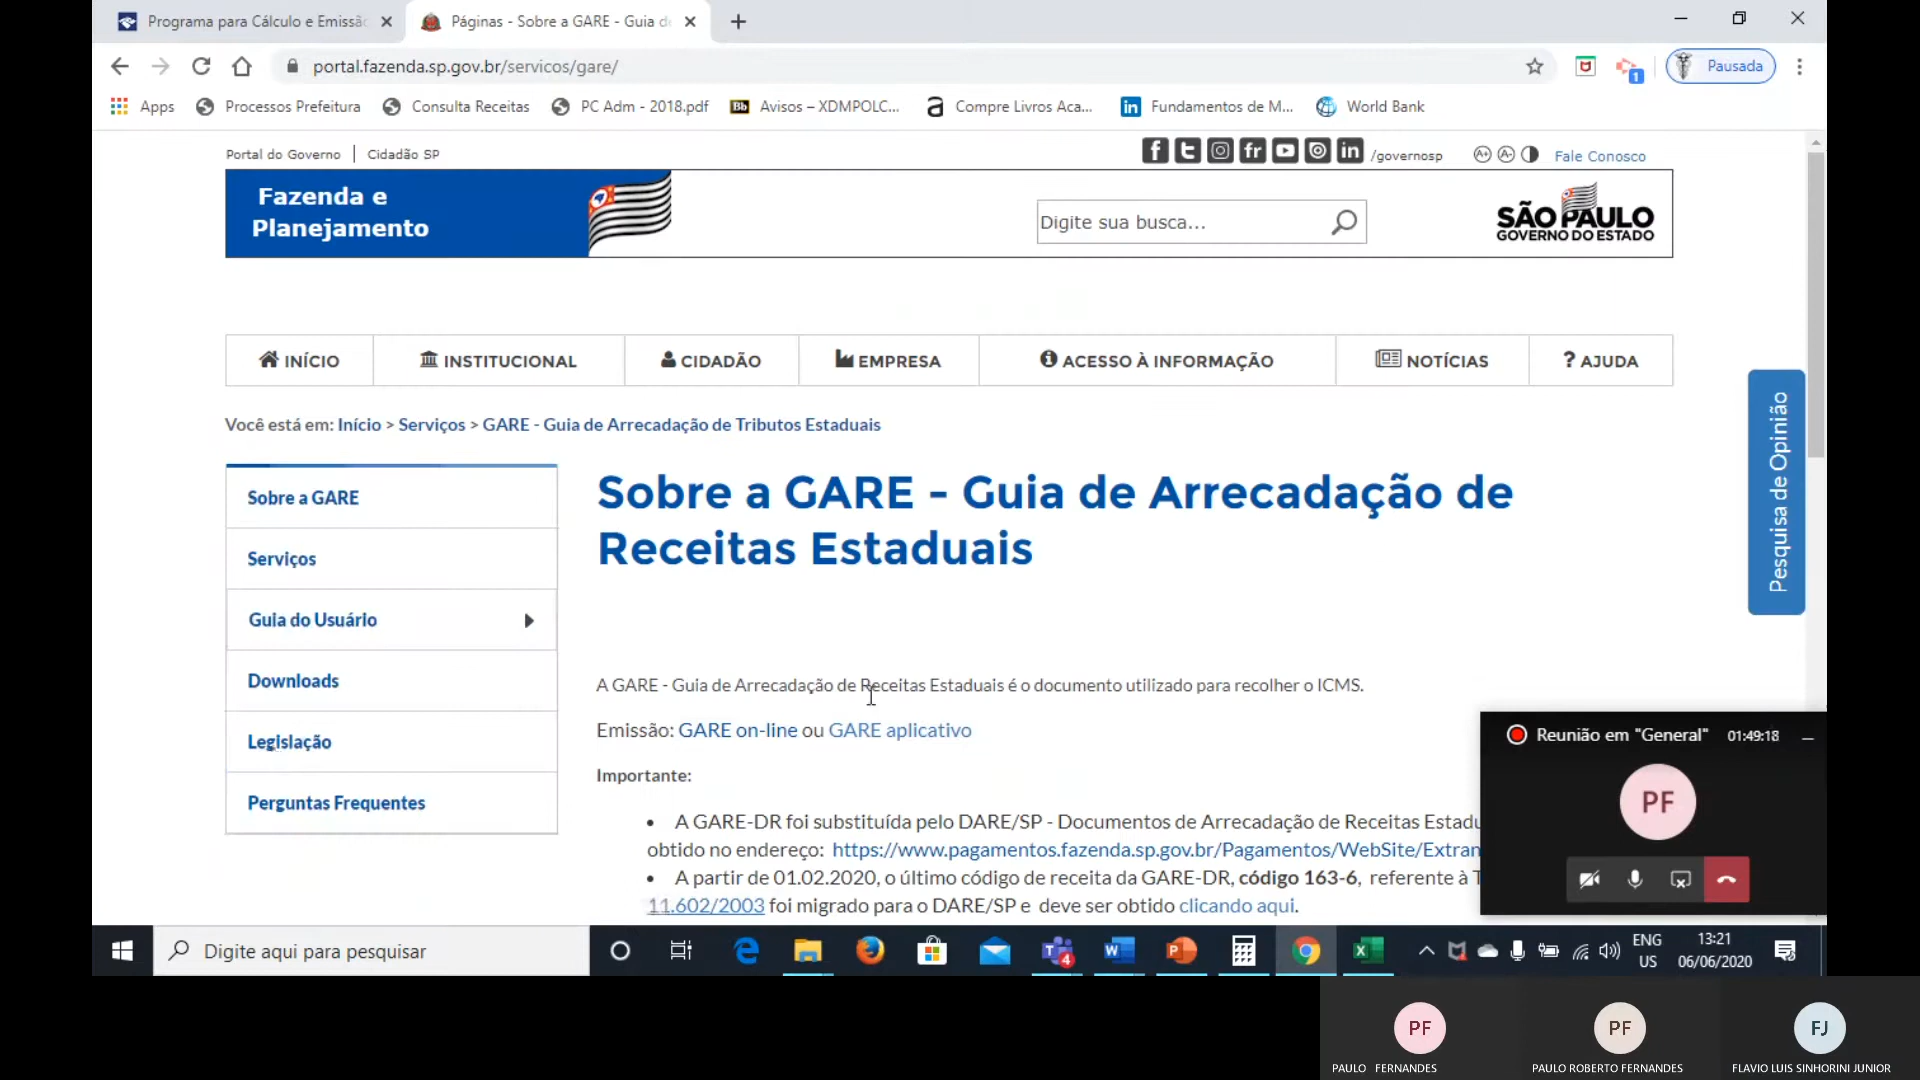 Programa para Cálculo e Emissão
Páginas - Sobre a GARE - Guia de
portal.fazenda.sp.gov.br/servicos/gare/
1
Pausada
Apps
Processos Prefeitura
Consulta Receitas
PC Adm - 2018.pdf
Bb
Avisos – XDMPOLC...
a
Compre Livros Aca...
in
Fundamentos de M...
World Bank
Portal do Governo | Cidadão SP
/governosp
A+ A-
Fale Conosco
Fazenda e
Planejamento
Digite sua busca...
SÃO PAULO
GOVERNO DO ESTADO
INÍCIO
INSTITUCIONAL
CIDADÃO
EMPRESA
ACESSO À INFORMAÇÃO
NOTÍCIAS
? AJUDA
Pesquisa de Opinião
Você está em: Início > Serviços > GARE - Guia de Arrecadação de Tributos Estaduais
Sobre a GARE
Serviços
Guia do Usuário
Downloads
Legislação
Perguntas Frequentes
Sobre a GARE - Guia de Arrecadação de
Receitas Estaduais
A GARE - Guia de Arrecadação de Receitas Estaduais é o documento utilizado para recolher o ICMS.
Emissão: GARE on-line ou GARE aplicativo
Importante:
• A GARE-DR foi substituída pelo DARE/SP - Documentos de Arrecadação de Receitas Estadu
obtido no endereço: https://www.pagamentos.fazenda.sp.gov.br/Pagamentos/WebSite/Extran
• A partir de 01.02.2020, o último código de receita da GARE-DR, código 163-6, referente à T
11.602/2003 foi migrado para o DARE/SP e deve ser obtido clicando aqui.
Reunião em "General"
01:49:18
PF
Digite aqui para pesquisar
4
ENG
US
13:21
06/06/2020
PF
PAULO FERNANDES
PF
PAULO ROBERTO FERNANDES
FJ
FLAVIO LUIS SINHORINI JUNIOR